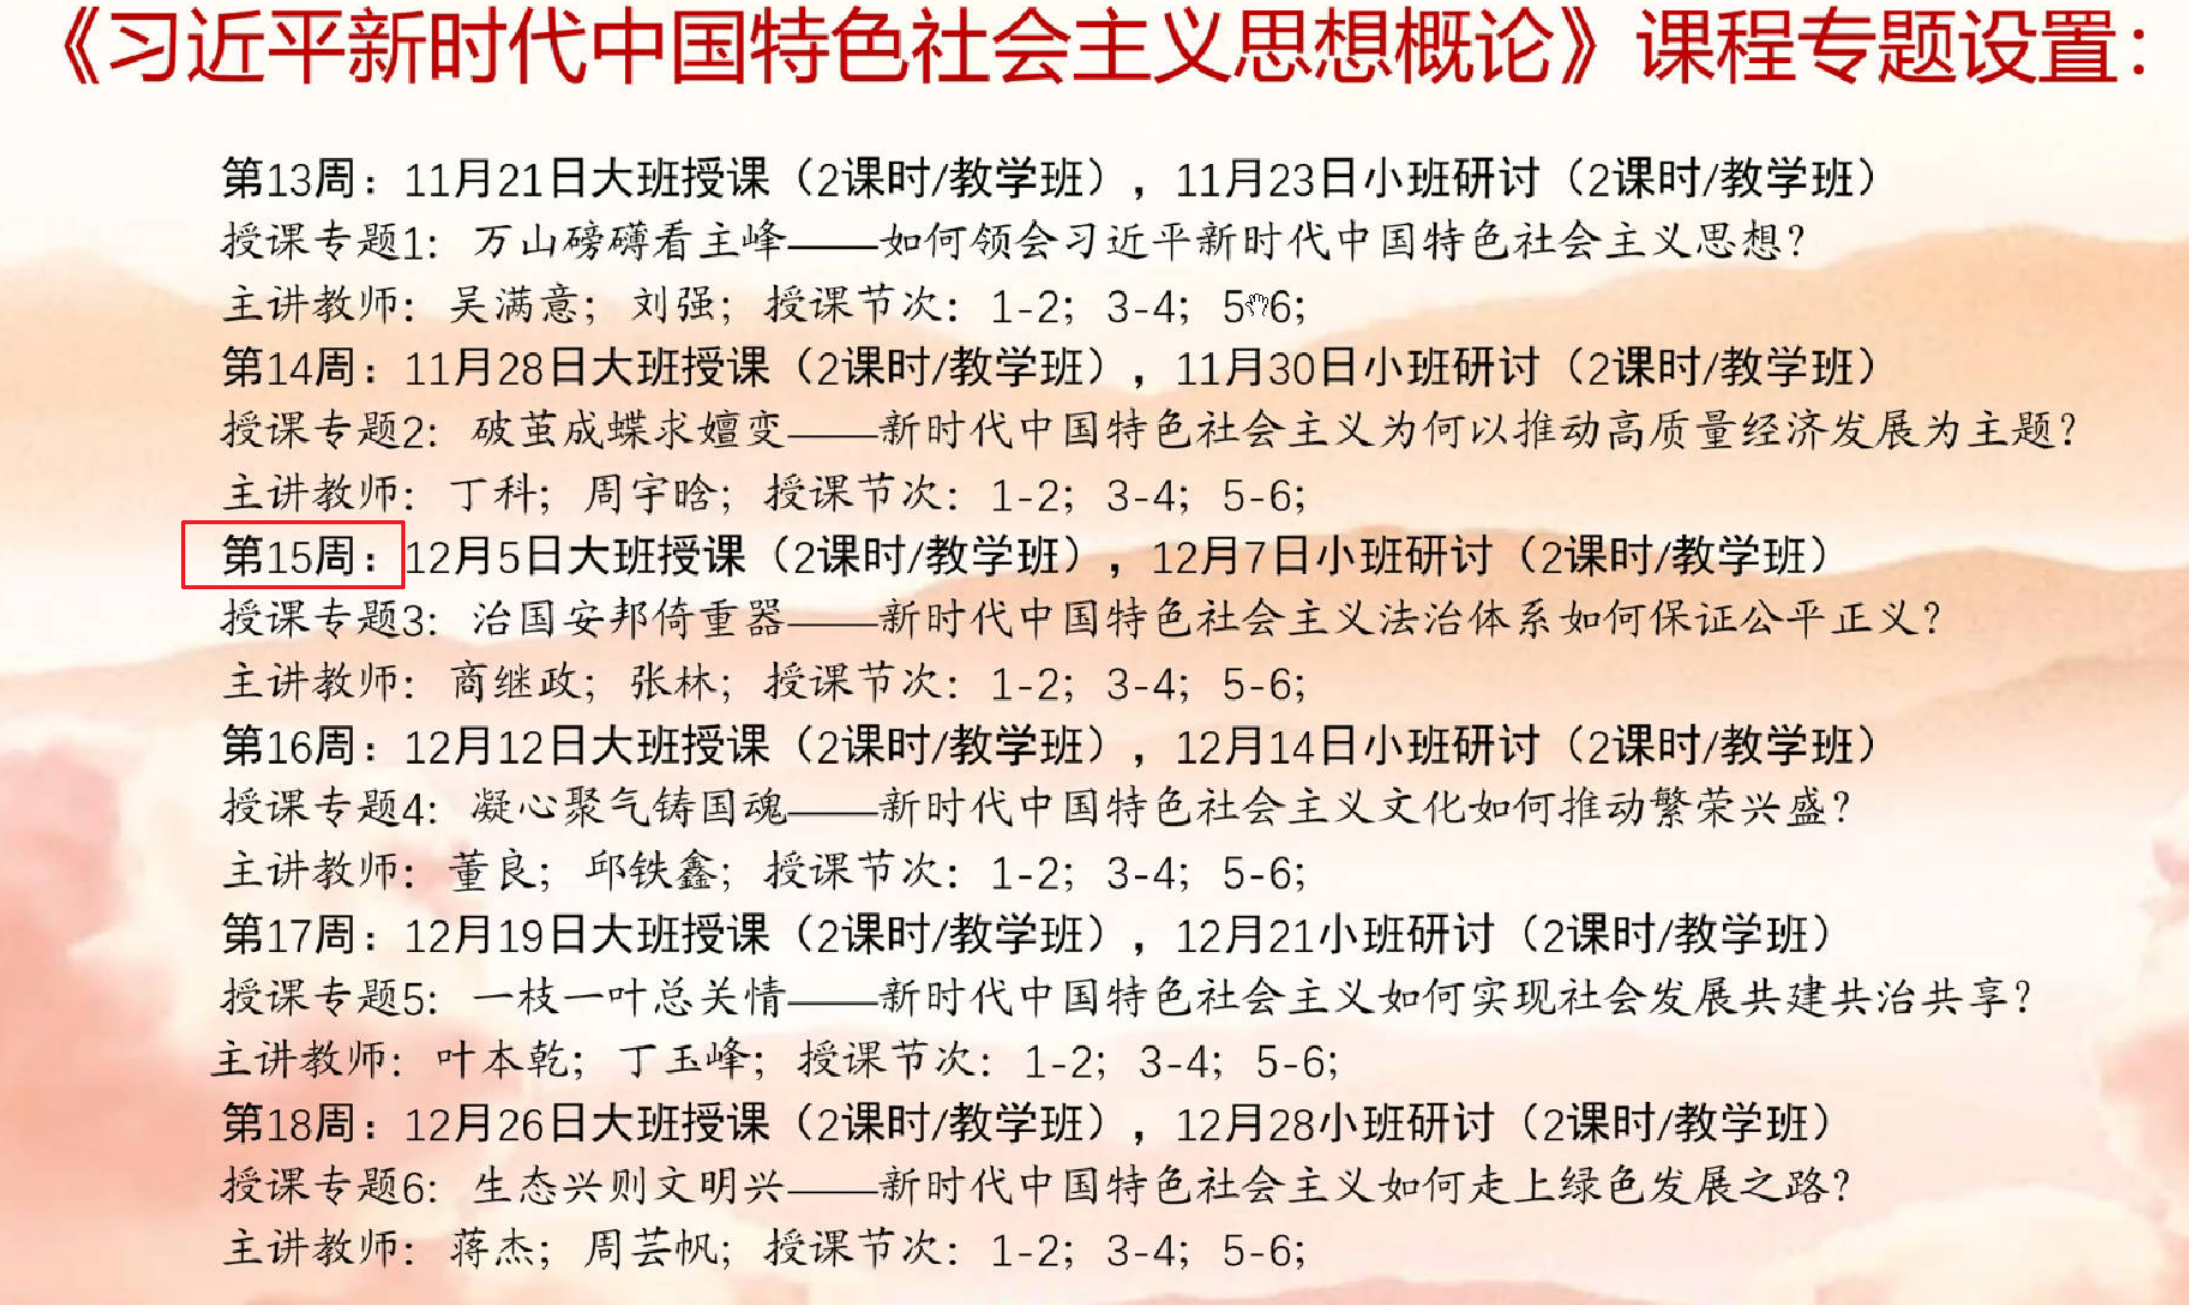 《习近平新时代中国特色社会主义思想概论》课程专题设置：
第13周：11月21日大班授课（2课时/教学班），11月23日小班研讨（2课时/教学班）
授课专题1：万山磅礴看主峰——如何领会习近平新时代中国特色社会主义思想？
主讲教师：吴满意；刘强；授课节次：1-2；3-4；5-6；
第14周：11月28日大班授课（2课时/教学班），11月30日小班研讨（2课时/教学班）
授课专题2：破茧成蝶求嬗变——新时代中国特色社会主义为何以推动高质量经济发展为主题？
主讲教师：丁科；周宇晗；授课节次：1-2；3-4；5-6；
第15周：12月5日大班授课（2课时/教学班），12月7日小班研讨（2课时/教学班）
授课专题3：治国安邦倚重器——新时代中国特色社会主义法治体系如何保证公平正义？
主讲教师：商继政；张林；授课节次：1-2；3-4；5-6；
第16周：12月12日大班授课（2课时/教学班），12月14日小班研讨（2课时/教学班）
授课专题4：凝心聚气铸国魂——新时代中国特色社会主义文化如何推动繁荣兴盛？
主讲教师：董良；邱铁鑫；授课节次：1-2；3-4；5-6；
第17周：12月19日大班授课（2课时/教学班），12月21小班研讨（2课时/教学班）
授课专题5：一枝一叶总关情——新时代中国特色社会主义如何实现社会发展共建共治共享？
主讲教师：叶本乾；丁玉峰；授课节次：1-2；3-4；5-6；
第18周：12月26日大班授课（2课时/教学班），12月28小班研讨（2课时/教学班）
授课专题6：生态兴则文明兴——新时代中国特色社会主义如何走上绿色发展之路？
主讲教师：蒋杰；周芸帆；授课节次：1-2；3-4；5-6；